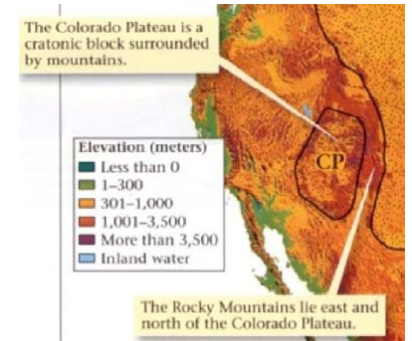 The Colorado Plateau is a
cratonic block surrounded
by mountains.
Elevation (meters)
Less than 0
1–300
301–1,000
1,001–3,500
More than 3,500
Inland water
CP
The Rocky Mountains lie east and
north of the Colorado Plateau.